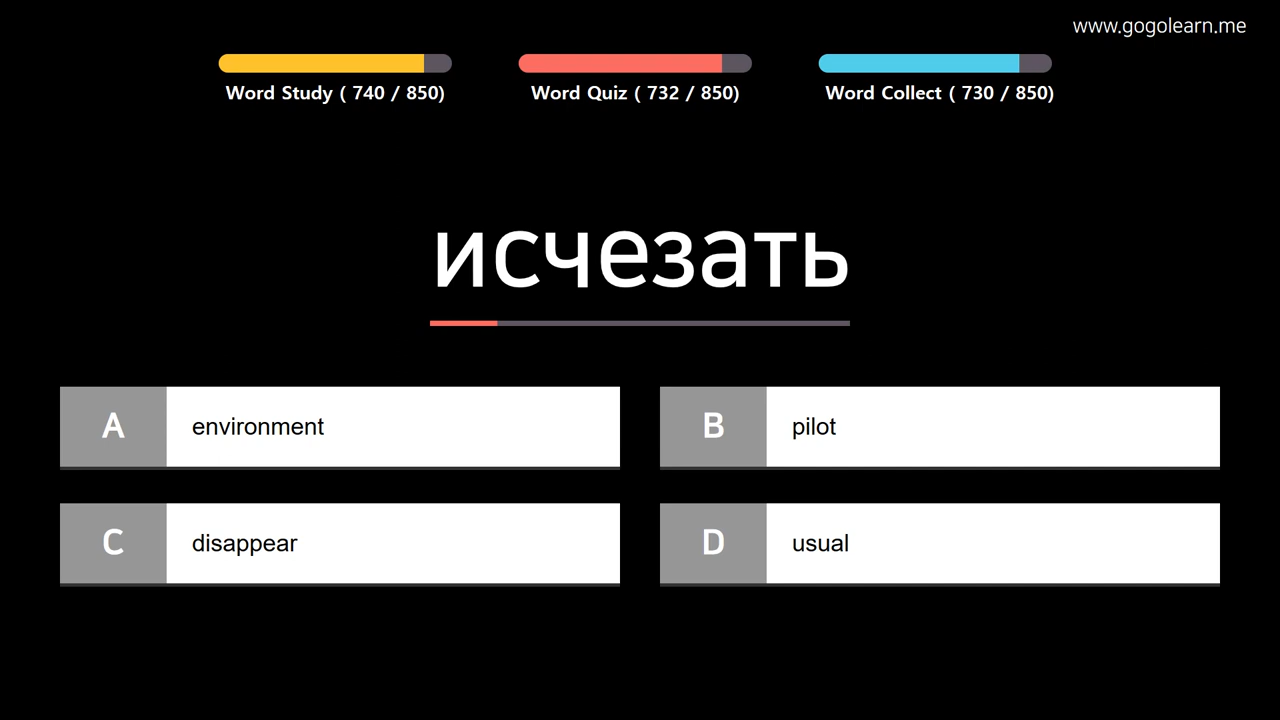 www.gogolearn.me
Word Study ( 740 / 850)
Word Quiz ( 732 / 850)
Word Collect ( 730 / 850)
исчезать
A environment
B pilot
C disappear
D usual